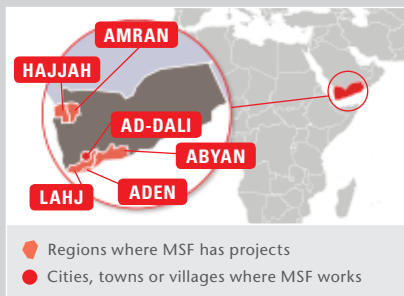 AMRAN
HAJJAH
AD-DALI
ABYAN
LAHJ
ADEN
Regions where MSF has projects
Cities, towns or villages where MSF works